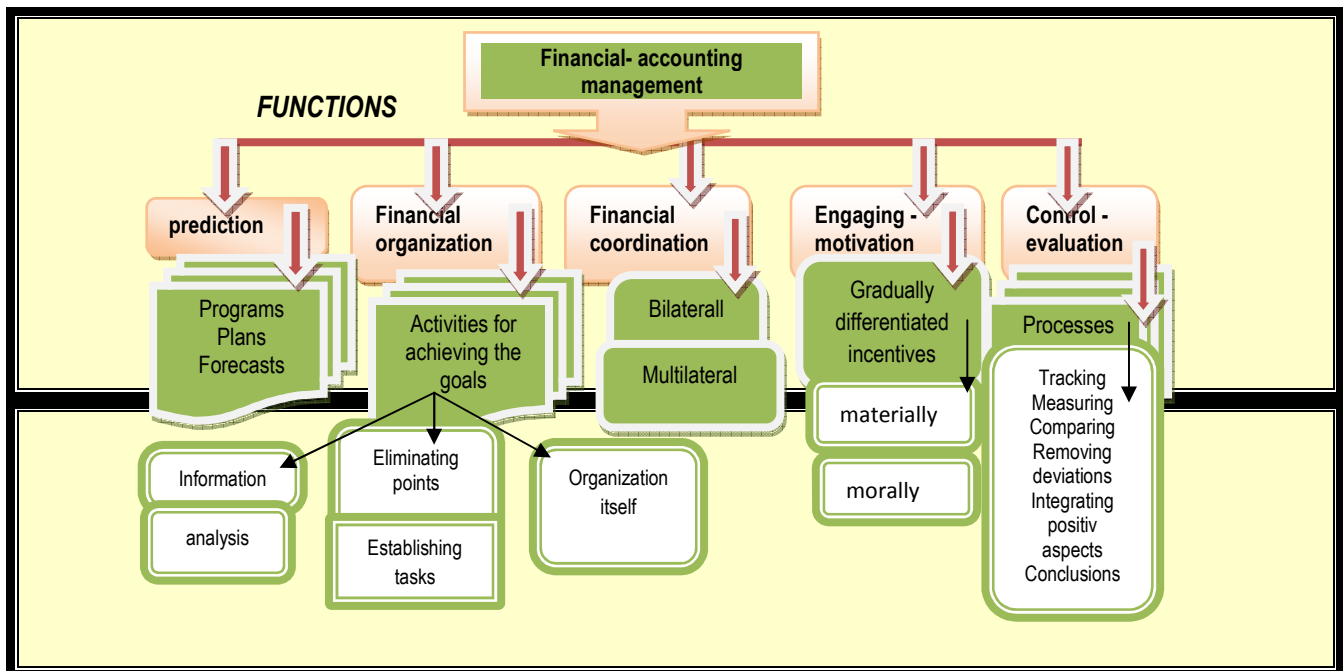 Financial- accounting
management
FUNCTIONS
prediction
Financial
organization
Financial
coordination
Engaging -
motivation
Control -
evaluation
Programs
Plans
Forecasts
Activities for
achieving the
goals
Bilaterall
Multilateral
Gradually
differentiated
incentives
materially
morally
Processes
Tracking
Measuring
Comparing
Removing
deviations
Integrating
positiv
aspects
Conclusions
Information
analysis
Eliminating
points
Establishing
tasks
Organization
itself